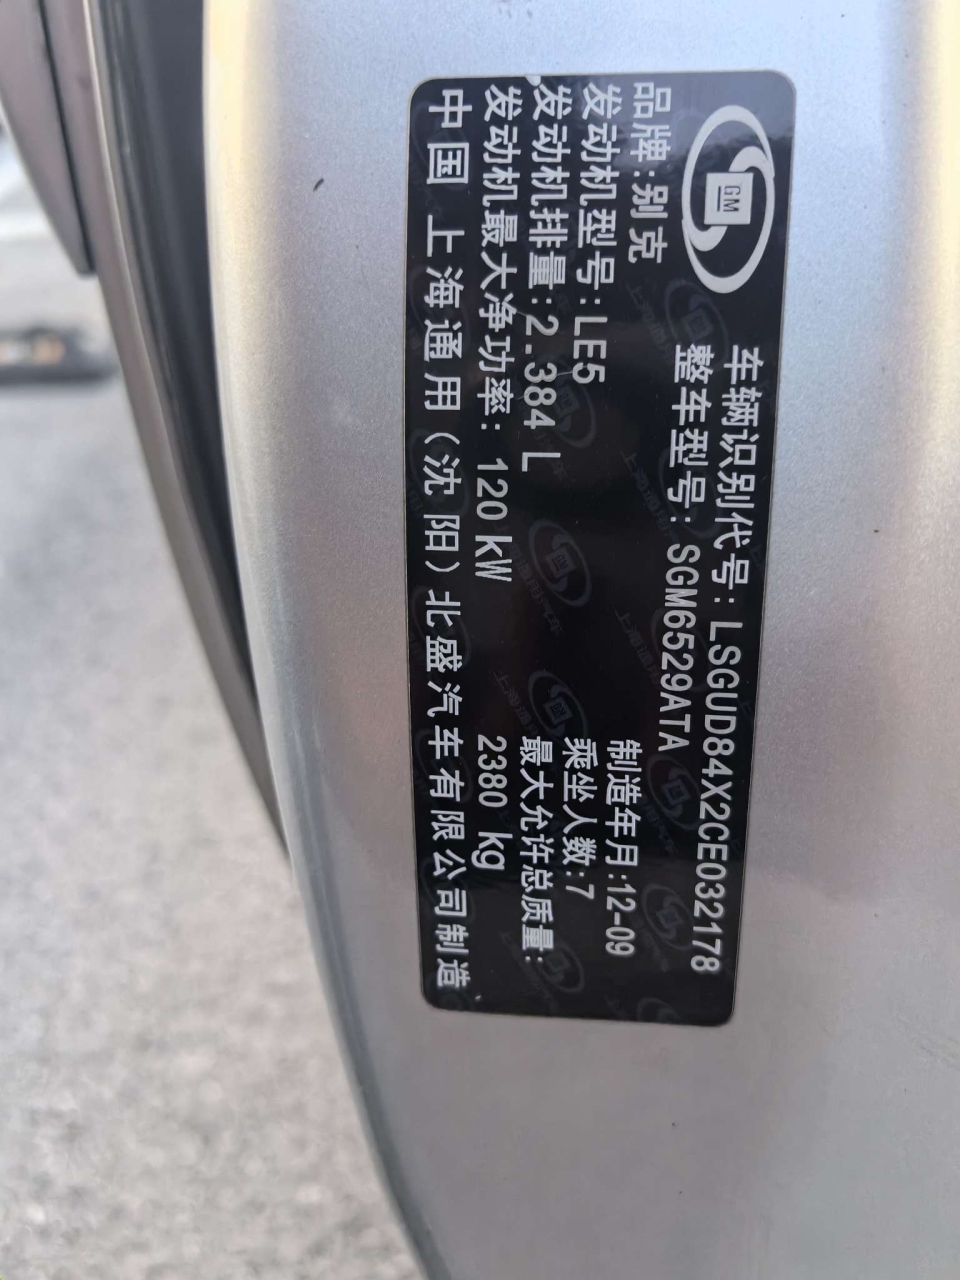 GM
车辆识别代号:LSGUD84X2CE032178
整车型号:SGM6529ATA
品牌:别克
制造年月:12-09
发动机型号:LE5
乘坐人数:7
发动机排量:2.384 L
最大允许总质量:
发动机最大净功率: 120 kW
2380 kg
中国 上海通用(沈阳)北盛汽车有限公司制造